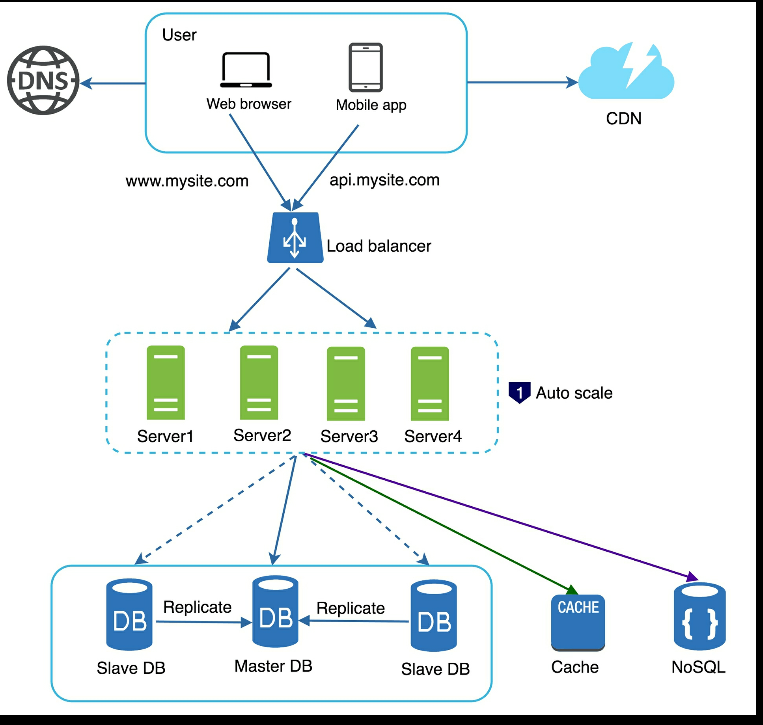 User
DNS
Web browser
Mobile app
CDN
www.mysite.com
api.mysite.com
Load balancer
1
Auto scale
Server1
Server2
Server3
Server4
DB
Replicate
DB
Replicate
DB
CACHE
{ }
Slave DB
Master DB
Slave DB
Cache
NoSQL